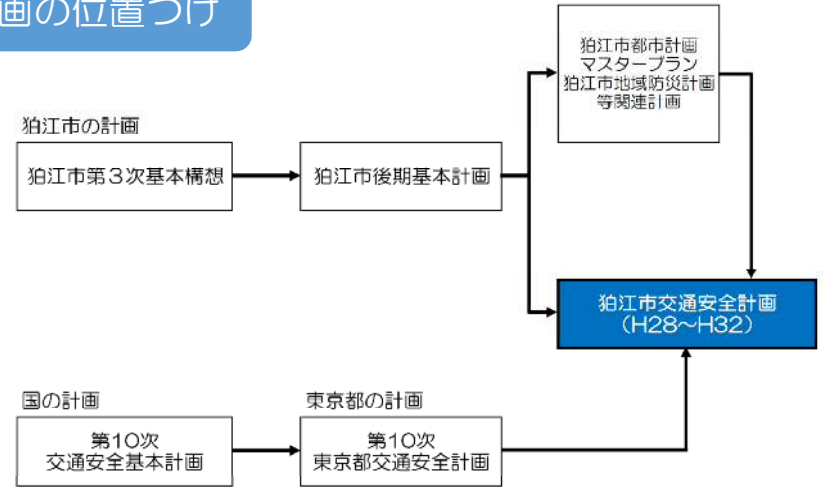 画の位置づけ
狛江市都市計画
マスタープラン
狛江市地域防災計画
等関連計画
狛江市の計画
狛江市第3次基本構想
狛江市後期基本計画
狛江市交通安全計画
(H28~H32)
国の計画
東京都の計画
第10次
交通安全基本計画
第10次
東京都交通安全計画